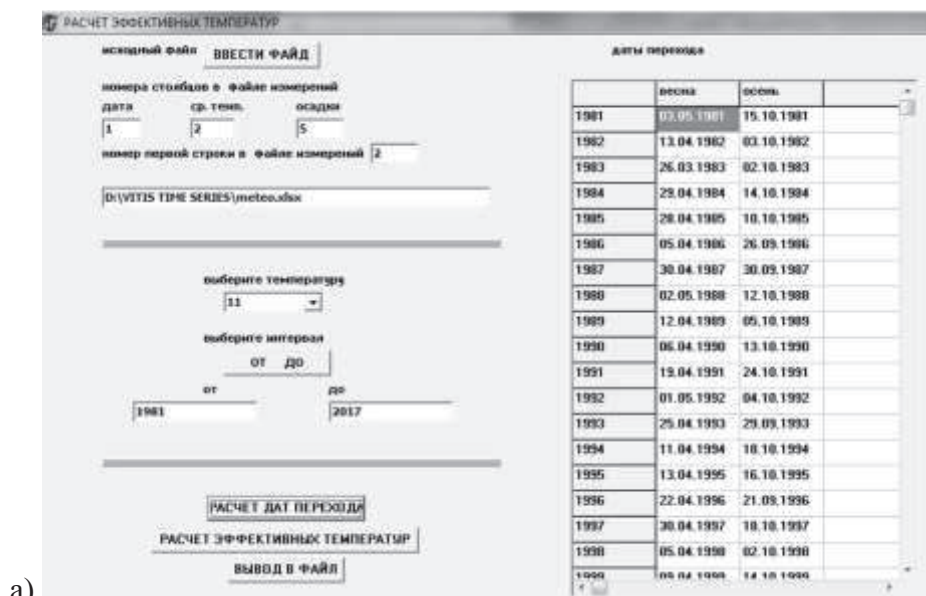 РАСЧЕТ ЭФФЕКТИВНЫХ ТЕМПЕРАТУР
исходный файл ВВЕСТИ ФАЙЛ
номера столбцов в файле измерений
дата ср. темп. осадки
1 2 5
номер первой строки в файле измерений 2
D:\VITIS TIME SERIES\meteo.xlsx
выберите температуру
11
выберите интервал
ОТ ДО
от до
1981 2017
РАСЧЕТ ДАТ ПЕРЕХОДА
РАСЧЕТ ЭФФЕКТИВНЫХ ТЕМПЕРАТУР
ВЫВОД В ФАЙЛ
даты перехода
весна осень
1981 03.05.1981 15.10.1981
1982 13.04.1982 03.10.1982
1983 26.03.1983 02.10.1983
1984 29.04.1984 14.10.1984
1985 28.04.1985 10.10.1985
1986 05.04.1986 26.09.1986
1987 30.04.1987 30.09.1987
1988 02.05.1988 12.10.1988
1989 12.04.1989 05.10.1989
1990 06.04.1990 13.10.1990
1991 19.04.1991 24.10.1991
1992 01.05.1992 04.10.1992
1993 25.04.1993 29.09.1993
1994 11.04.1994 18.10.1994
1995 13.04.1995 16.10.1995
1996 22.04.1996 21.09.1996
1997 30.04.1997 10.10.1997
1998 05.04.1998 02.10.1998
1999 09.04.1999 14.10.1999
а)